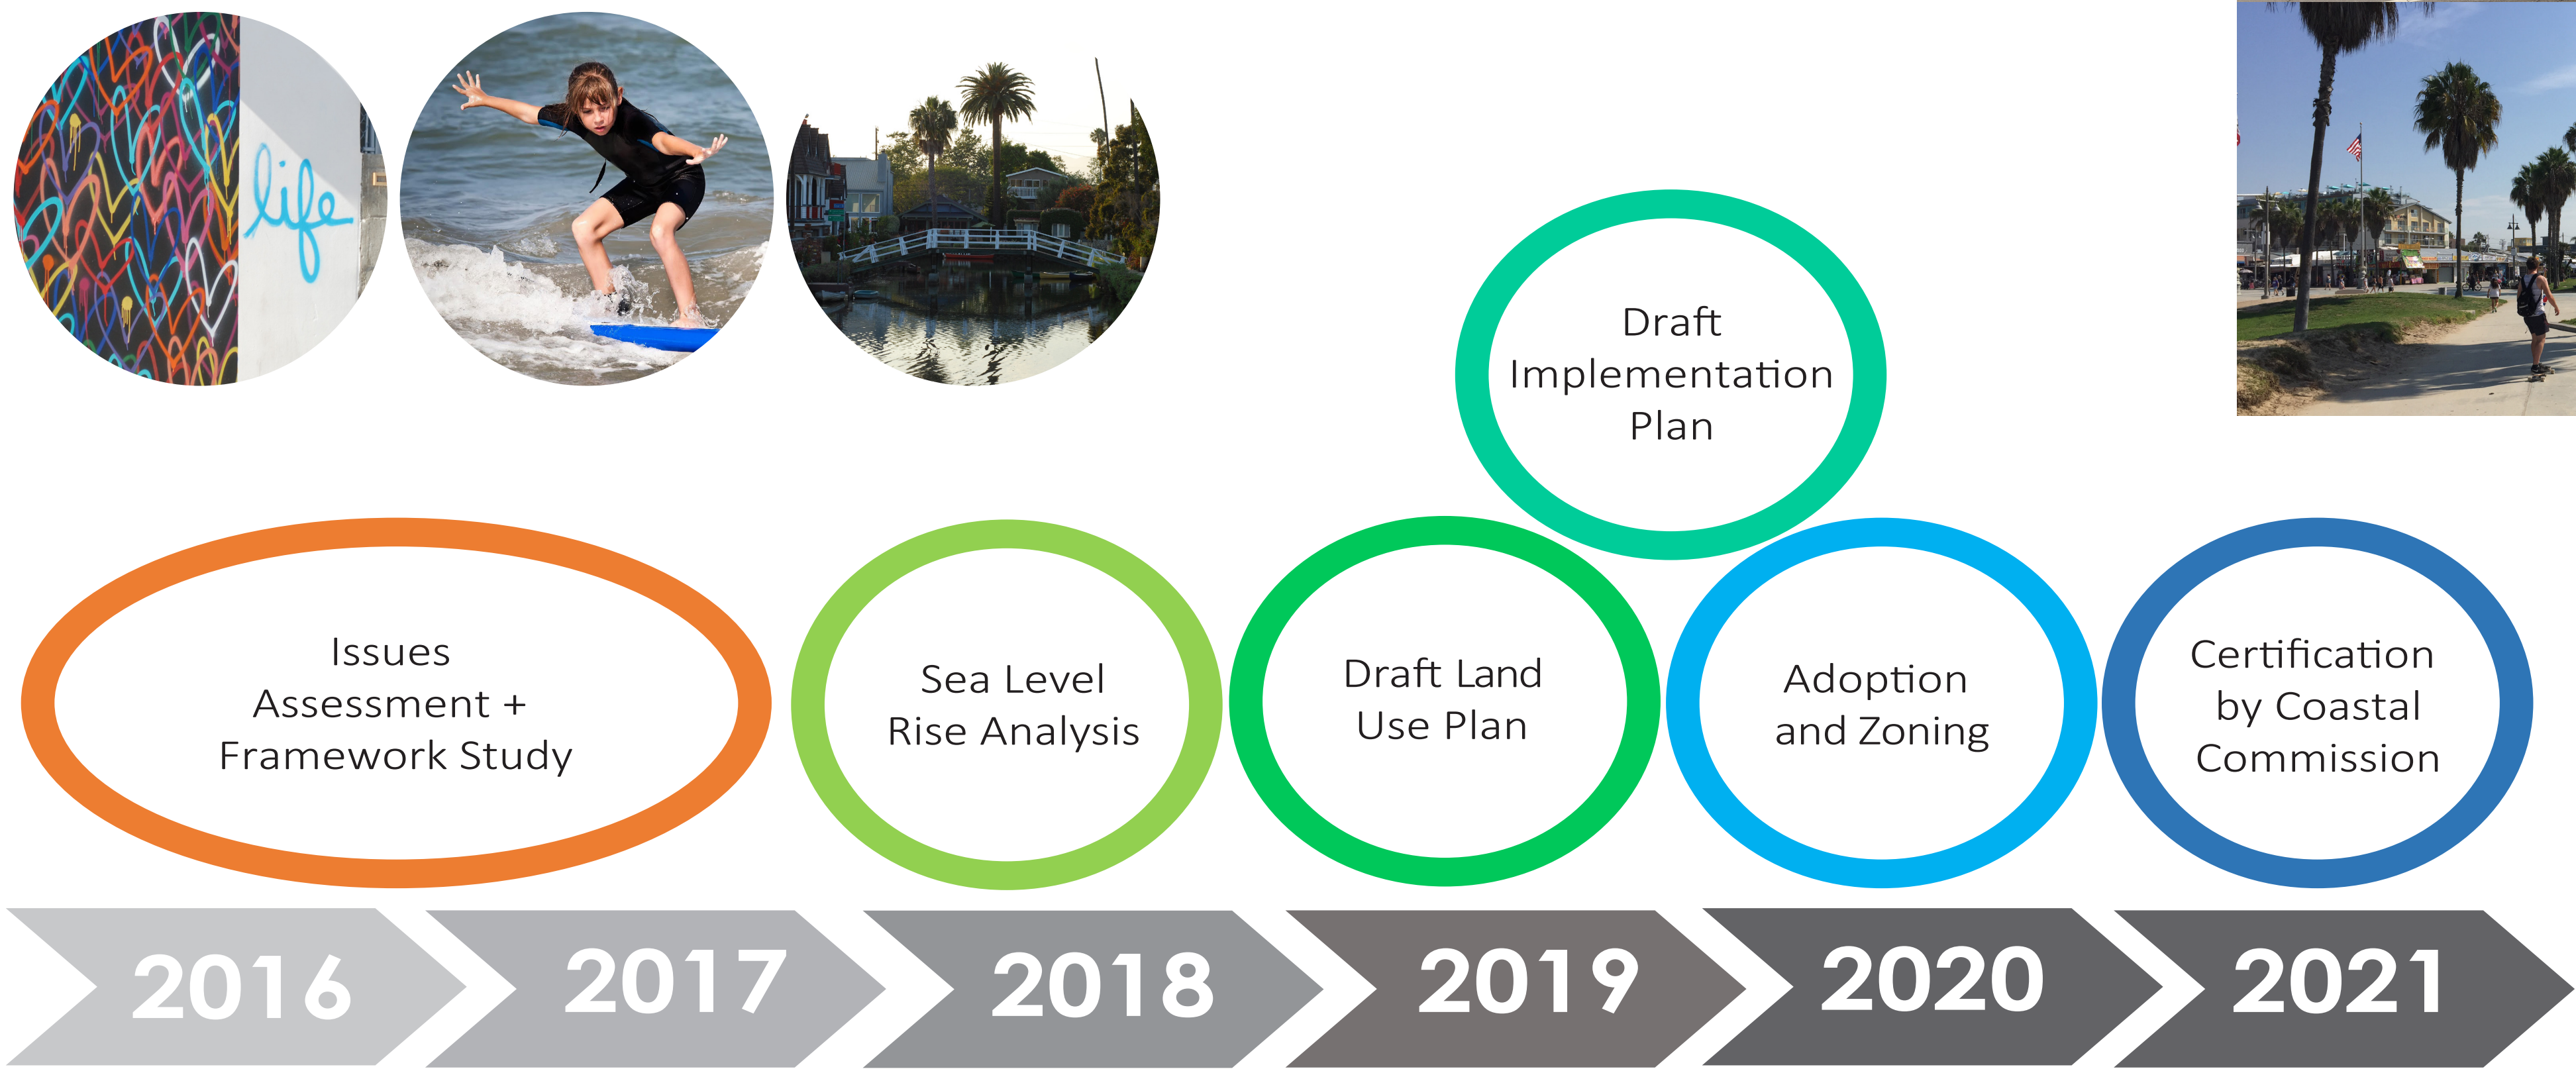 life
Draft
Implementation
Plan
Issues
Assessment +
Framework Study
Sea Level
Rise Analysis
Draft Land
Use Plan
Adoption
and Zoning
Certification
by Coastal
Commission
2016
2017
2018
2019
2020
2021